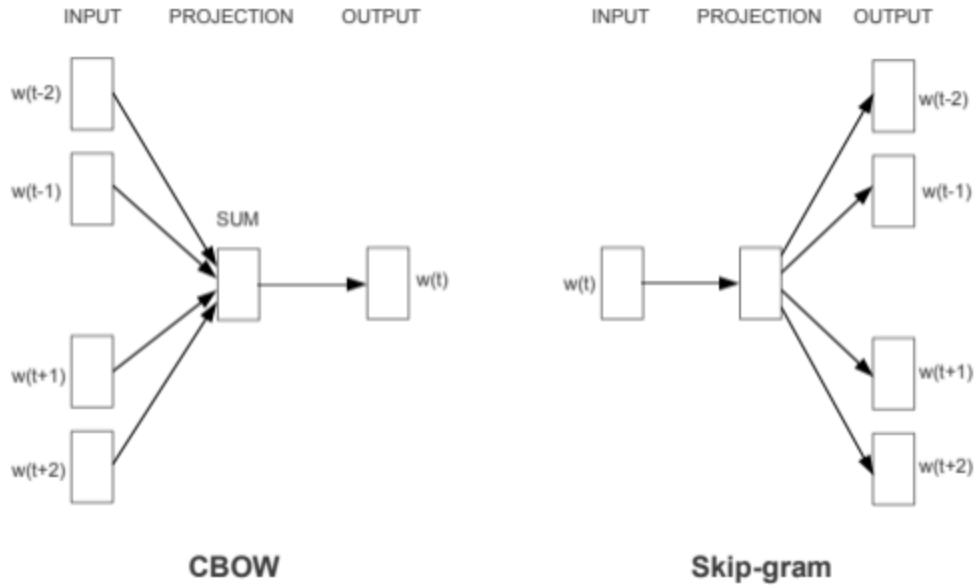 INPUT PROJECTION OUTPUT
w(t-2)
w(t-1)
SUM
w(t)
w(t+1)
w(t+2)
CBOW
INPUT PROJECTION OUTPUT
w(t-2)
w(t-1)
w(t)
w(t+1)
w(t+2)
Skip-gram